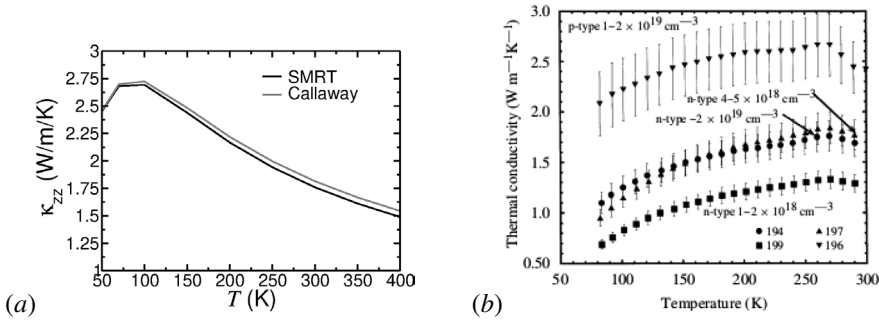 (a)
κzz (W/m/K)
3
2.75
2.5
2.25
2
1.75
1.5
1.25
1
50 100 150 200 250 300 350 400
T (K)
SMRT
Callaway
(b)
Thermal conductivity (W m—1K—1)
3.0
2.5
2.0
1.5
1.0
0.50
50 100 150 200 250 300
Temperature (K)
p-type 1–2 × 10¹⁹ cm—3
n-type 4–5 × 10¹⁸ cm—3
n-type –2 × 10¹⁹ cm—3
n-type 1–2 × 10¹⁸ cm—3
194 197
199 196